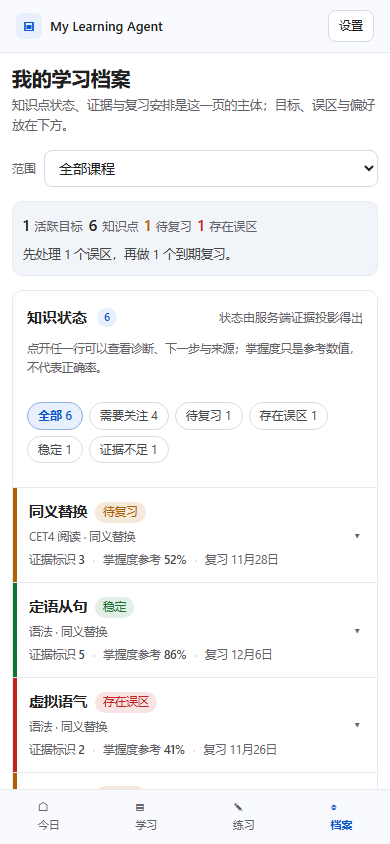 My Learning Agent
设置
我的学习档案
知识点状态、证据与复习安排是这一页的主体；目标、误区与偏好
放在下方。
范围
全部课程
1 活跃目标 6 知识点 1 待复习 1 存在误区
先处理 1 个误区，再做 1 个到期复习。
知识状态 6
状态由服务端证据投影得出
点开任一行可以查看诊断、下一步与来源；掌握度只是参考数值，
不代表正确率。
全部 6 需要关注 4 待复习 1 存在误区 1
稳定 1 证据不足 1
同义替换 待复习
CET4 阅读 · 同义替换
证据标识 3 · 掌握度参考 52% · 复习 11月28日
定语从句 稳定
语法 · 同义替换
证据标识 5 · 掌握度参考 86% · 复习 12月6日
虚拟语气 存在误区
语法 · 同义替换
证据标识 2 · 掌握度参考 41% · 复习 11月26日
今日 学习 练习 档案